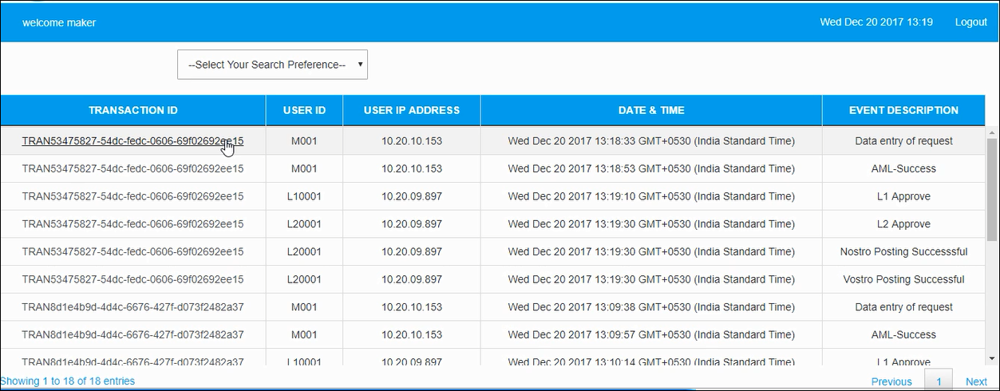 welcome maker Wed Dec 20 2017 13:19 Logout
--Select Your Search Preference--
TRANSACTION ID USER ID USER IP ADDRESS DATE & TIME EVENT DESCRIPTION
TRAN53475827-54dc-fedc-0606-69f02692ee15 M001 10.20.10.153 Wed Dec 20 2017 13:18:33 GMT+0530 (India Standard Time) Data entry of request
TRAN53475827-54dc-fedc-0606-69f02692ee15 M001 10.20.10.153 Wed Dec 20 2017 13:18:53 GMT+0530 (India Standard Time) AML-Success
TRAN53475827-54dc-fedc-0606-69f02692ee15 L10001 10.20.09.897 Wed Dec 20 2017 13:19:10 GMT+0530 (India Standard Time) L1 Approve
TRAN53475827-54dc-fedc-0606-69f02692ee15 L20001 10.20.09.897 Wed Dec 20 2017 13:19:30 GMT+0530 (India Standard Time) L2 Approve
TRAN53475827-54dc-fedc-0606-69f02692ee15 L20001 10.20.09.897 Wed Dec 20 2017 13:19:30 GMT+0530 (India Standard Time) Nostro Posting Successsful
TRAN53475827-54dc-fedc-0606-69f02692ee15 L20001 10.20.09.897 Wed Dec 20 2017 13:19:30 GMT+0530 (India Standard Time) Vostro Posting Successful
TRAN8d1e4b9d-4d4c-6676-427f-d073f2482a37 M001 10.20.10.153 Wed Dec 20 2017 13:09:38 GMT+0530 (India Standard Time) Data entry of request
TRAN8d1e4b9d-4d4c-6676-427f-d073f2482a37 M001 10.20.10.153 Wed Dec 20 2017 13:09:57 GMT+0530 (India Standard Time) AML-Success
TRAN8d1e4b9d-4d4c-6676-427f-d073f2482a37 L10001 10.20.09.897 Wed Dec 20 2017 13:10:14 GMT+0530 (India Standard Time) L1 Approve
Showing 1 to 18 of 18 entries Previous 1 Next